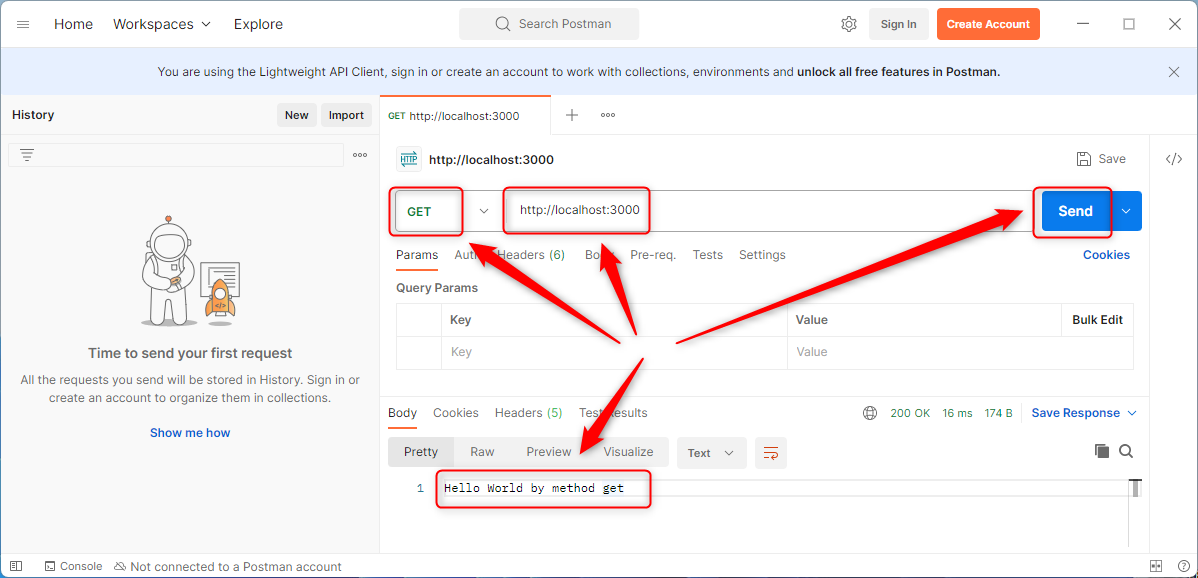 Home Workspaces Explore Search Postman Sign In Create Account
You are using the Lightweight API Client, sign in or create an account to work with collections, environments and unlock all free features in Postman.
History New Import GET http://localhost:3000
HTTP http://localhost:3000 Save </>
GET http://localhost:3000 Send
Params Headers (6) Pre-req. Tests Settings Cookies
Query Params
Key Value Bulk Edit
Key Value
</>
Time to send your first request
All the requests you send will be stored in History. Sign in or
create an account to organize them in collections.
Show me how
Body Cookies Headers (5) Test Results 200 OK 16 ms 174 B Save Response
Pretty Raw Preview Visualize Text
1 Hello World by method get
Console Not connected to a Postman account